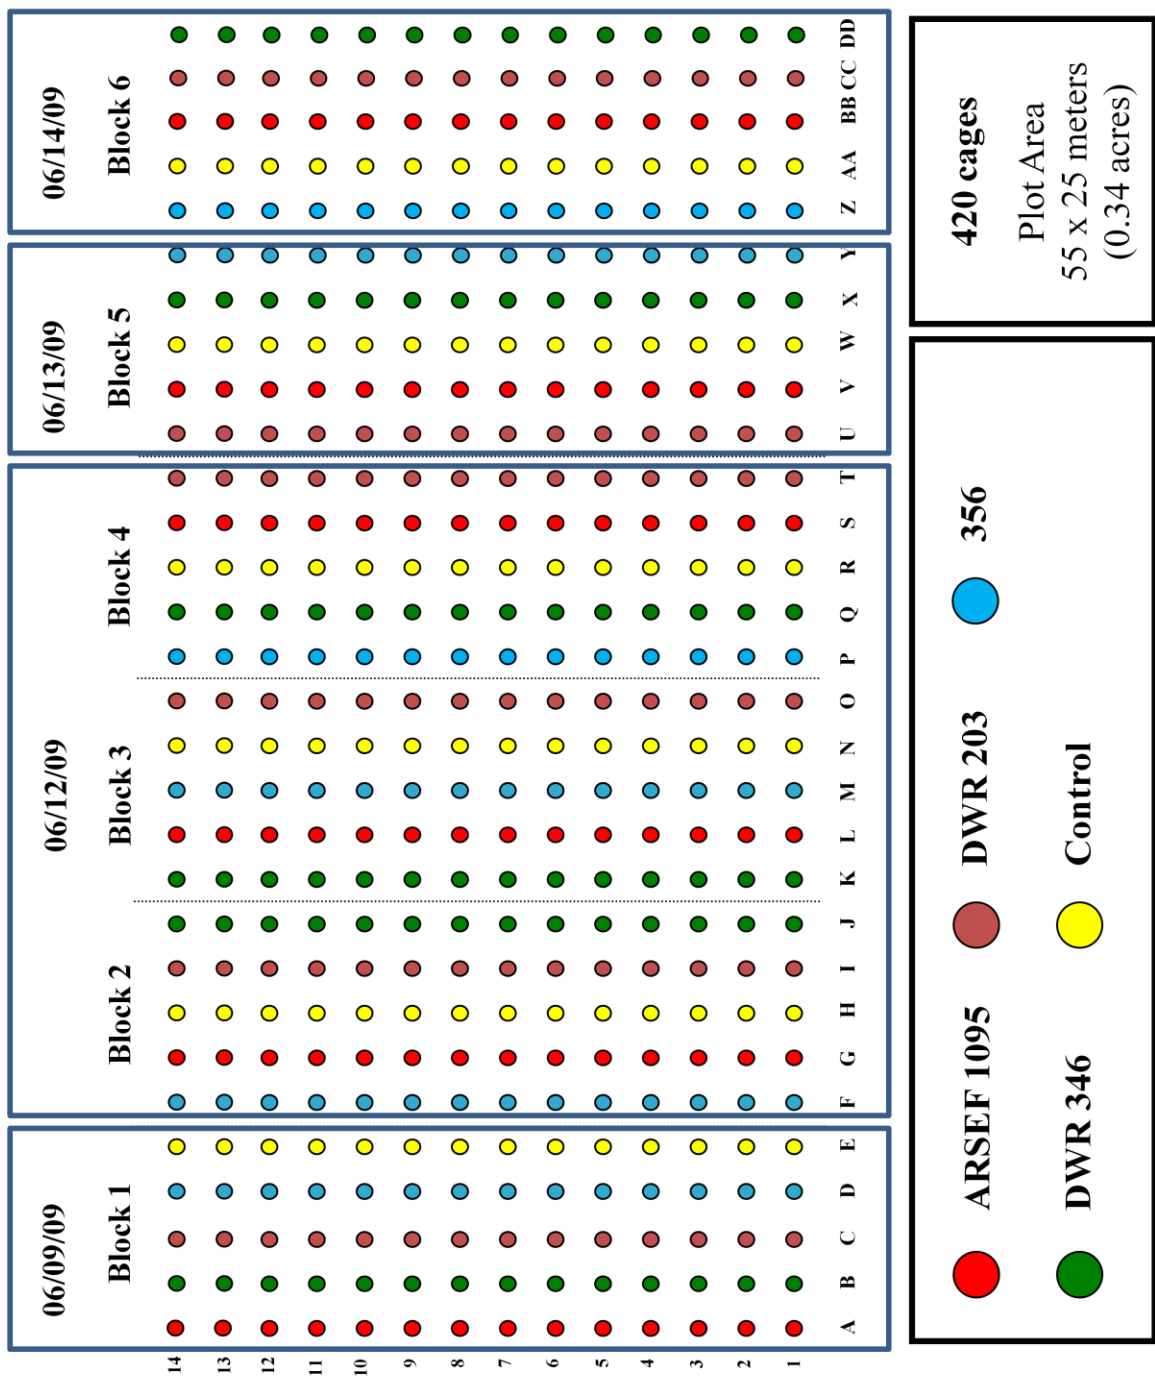 06/09/09
06/12/09
06/13/09
06/14/09
Block 1
Block 2
Block 3
Block 4
Block 5
Block 6
14
13
12
11
10
9
8
7
6
5
4
3
2
1
A B C D E F G H I J K L M N O P Q R S T U V W X Y Z AA BB CC DD
ARSEF 1095
DWR 203
356
DWR 346
Control
420 cages
Plot Area
55 x 25 meters
(0.34 acres)